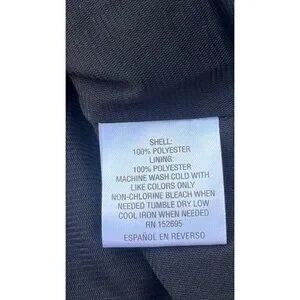 SHELL:
100% POLYESTER
LINING:
100% POLYESTER
MACHINE WASH COLD WITH
LIKE COLORS ONLY
NON-CHLORINE BLEACH WHEN
NEEDED TUMBLE DRY LOW
COOL IRON WHEN NEEDED
RN 152695
ESPAÑOL EN REVERSO